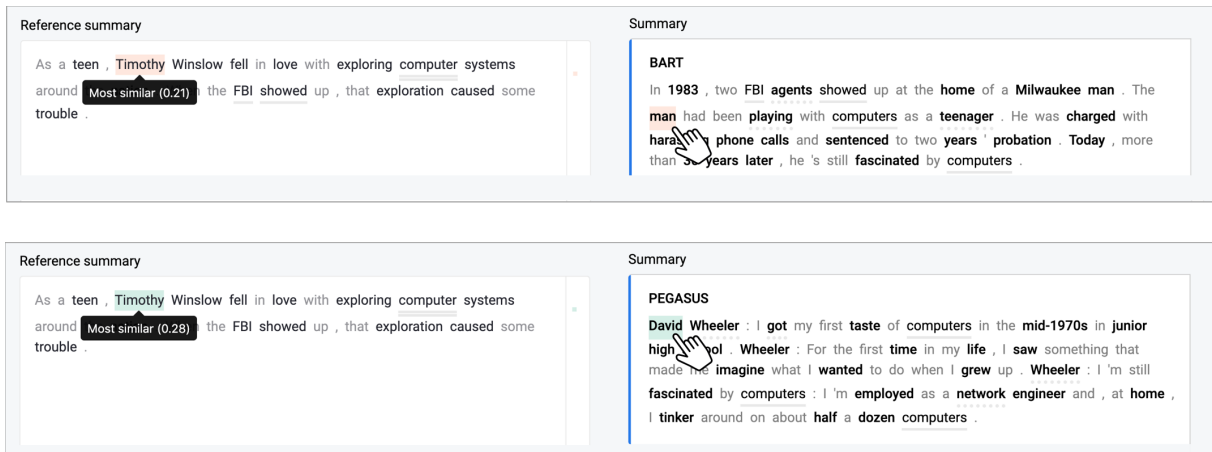 Reference summary
As a teen , Timothy Winslow fell in love with exploring computer systems
around Most similar (0.21) the FBI showed up , that exploration caused some
trouble .
Summary
BART
In 1983 , two FBI agents showed up at the home of a Milwaukee man . The
man had been playing with computers as a teenager . He was charged with
phone calls and sentenced to two years ' probation . Today , more
than years later , he 's still fascinated by computers .
Reference summary
As a teen , Timothy Winslow fell in love with exploring computer systems
around Most similar (0.28) the FBI showed up , that exploration caused some
trouble .
Summary
PEGASUS
David Wheeler : I got my first taste of computers in the mid-1970s in junior
high . Wheeler : For the first time in my life , I saw something that
made me imagine what I wanted to do when I grew up . Wheeler : I 'm still
fascinated by computers : I 'm employed as a network engineer and , at home ,
I tinker around on about half a dozen computers .